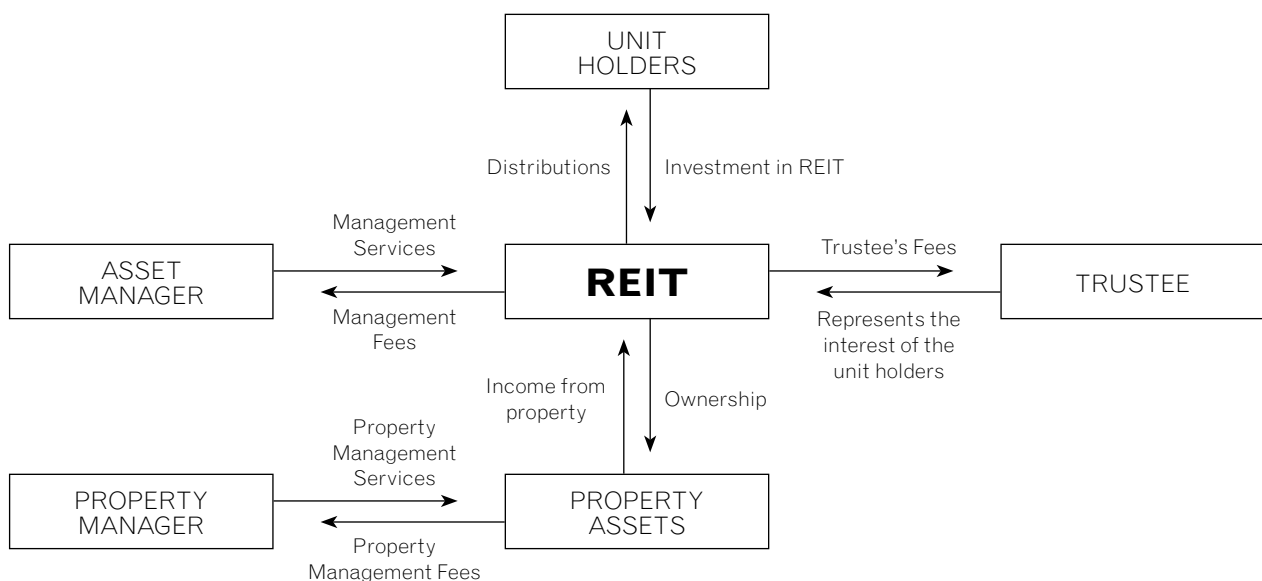 UNIT
HOLDERS
Distributions
Investment in REIT
Management
Services
Trustee's Fees
ASSET
MANAGER
REIT
TRUSTEE
Management
Fees
Represents the
interest of the
unit holders
Income from
property
Ownership
Property
Management
Services
PROPERTY
MANAGER
PROPERTY
ASSETS
Property
Management Fees